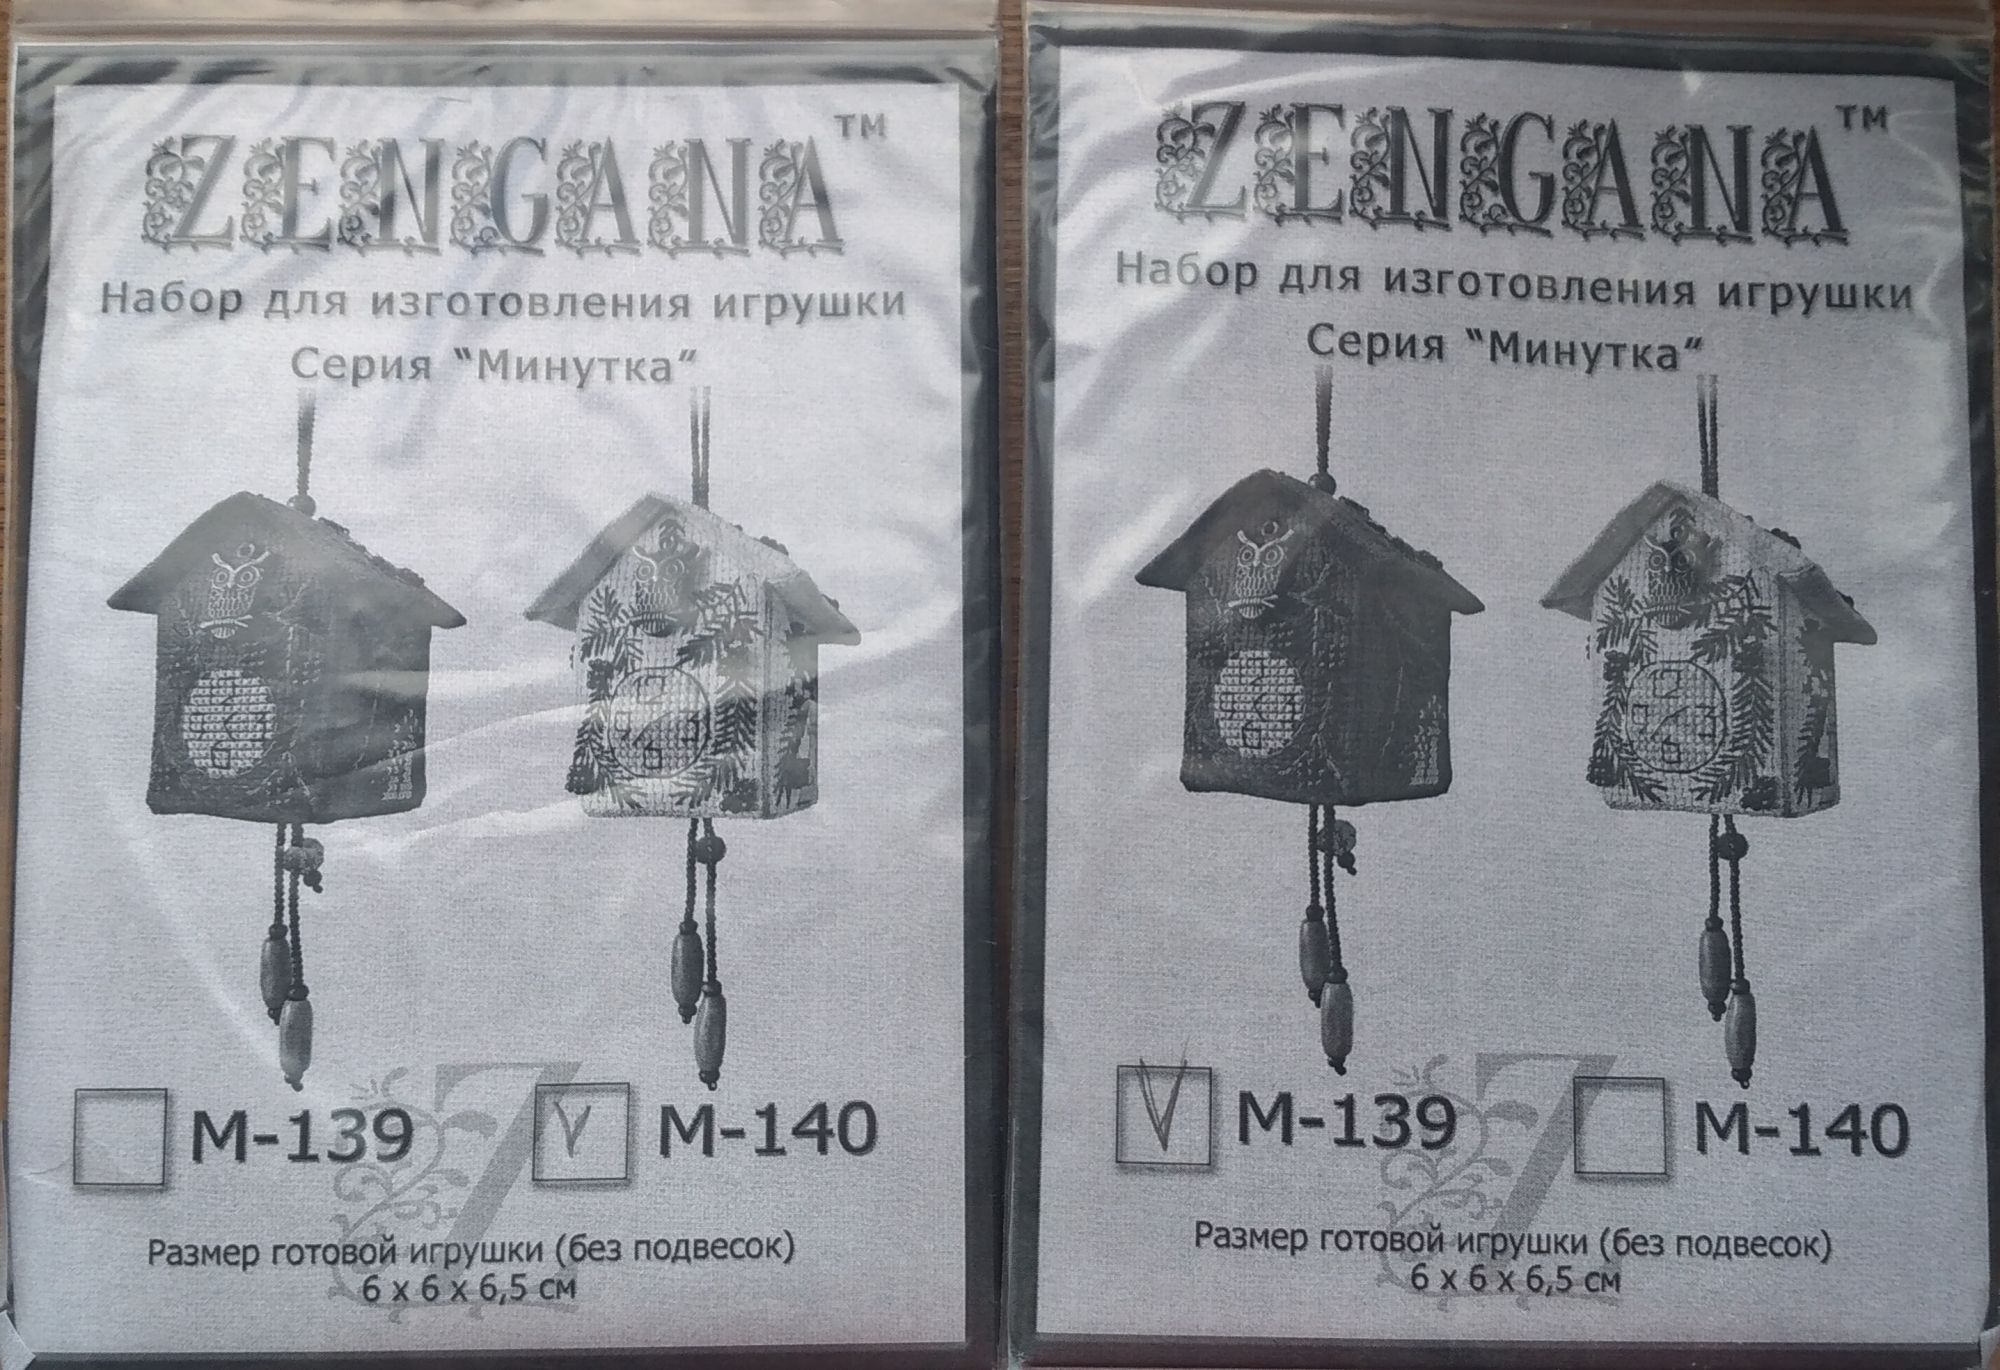 ZENGANA™
Набор для изготовления игрушки
Серия "Минутка"
М-139
М-140
Размер готовой игрушки (без подвесок)
6 х 6 х 6,5 см
ZENGANA™
Набор для изготовления игрушки
Серия "Минутка"
М-139
М-140
Размер готовой игрушки (без подвесок)
6 х 6 х 6,5 см